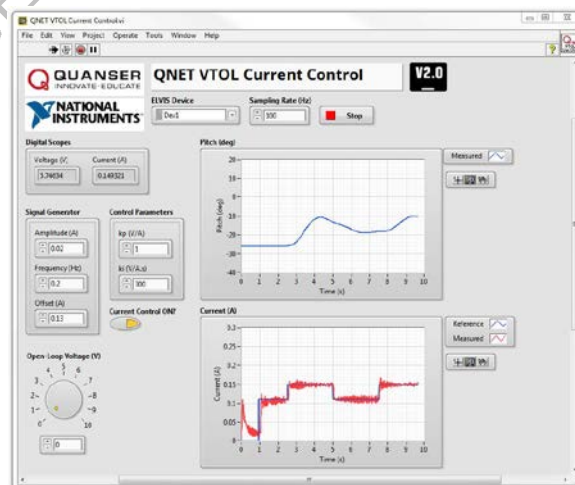 QNET VTOL Current Control.vi
File Edit View Project Operate Tools Window Help
QUANSER
INNOVATE·EDUCATE
NATIONAL
INSTRUMENTS
QNET VTOL Current Control
V2.0
ELVIS Device
Dev1
Sampling Rate (Hz)
100
Stop
Digital Scopes
Voltage (V)
3.74634
Current (A)
0.149321
Signal Generator
Amplitude (A)
0.02
Frequency (Hz)
0.2
Offset (A)
0.13
Control Parameters
kp (V/A)
1
ki (V/A.s)
100
Current Control ON?
Open-Loop Voltage (V)
0 1 2 3 4 5 6 7 8 9 10
0
Pitch (deg)
Measured
Pitch (deg)
20
10
0
-10
-20
-30
-40
0 1 2 3 4 5 6 7 8 9 10
Time (s)
Current (A)
Reference
Measured
Current (A)
0.3
0.25
0.2
0.15
0.1
0.05
0
0 1 2 3 4 5 6 7 8 9 10
Time (s)